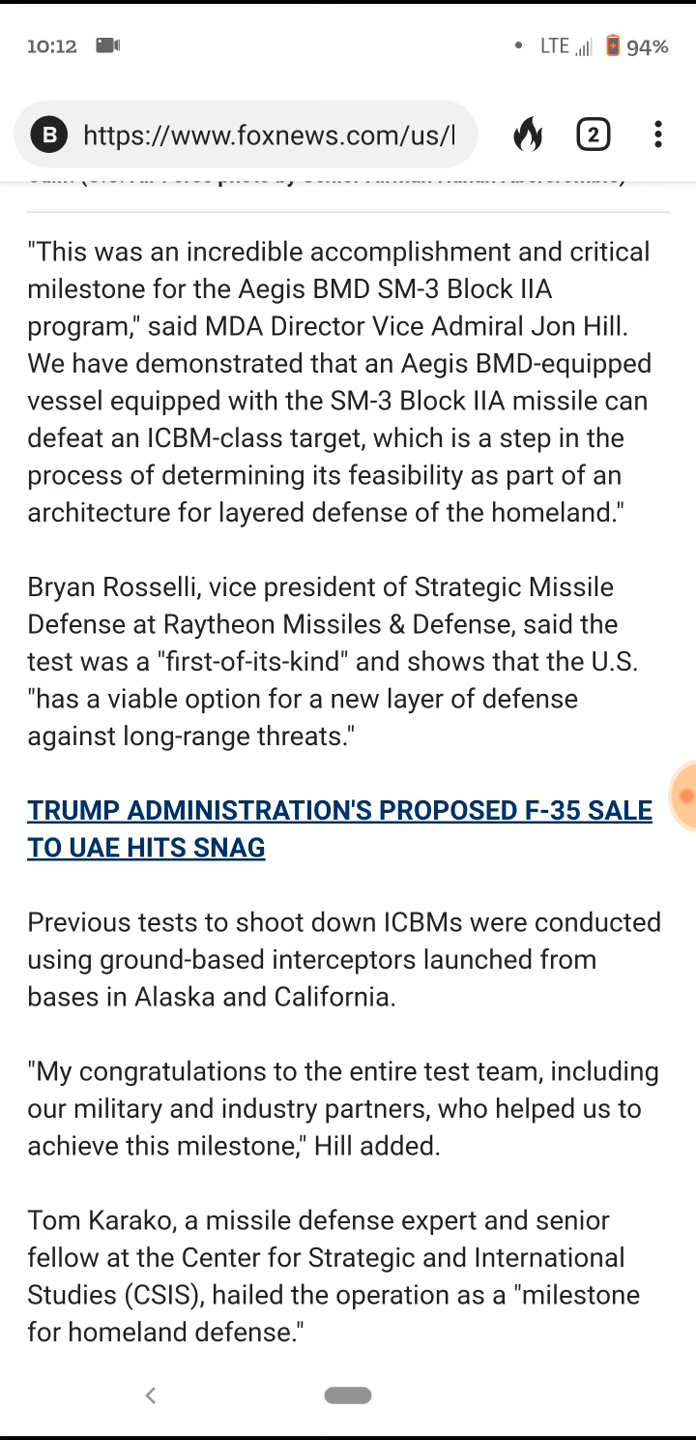 10:12 LTE 94%
B https://www.foxnews.com/us/l 2
"This was an incredible accomplishment and critical
milestone for the Aegis BMD SM-3 Block IIA
program," said MDA Director Vice Admiral Jon Hill.
We have demonstrated that an Aegis BMD-equipped
vessel equipped with the SM-3 Block IIA missile can
defeat an ICBM-class target, which is a step in the
process of determining its feasibility as part of an
architecture for layered defense of the homeland."
Bryan Rosselli, vice president of Strategic Missile
Defense at Raytheon Missiles & Defense, said the
test was a "first-of-its-kind" and shows that the U.S.
"has a viable option for a new layer of defense
against long-range threats."
TRUMP ADMINISTRATION'S PROPOSED F-35 SALE
TO UAE HITS SNAG
Previous tests to shoot down ICBMs were conducted
using ground-based interceptors launched from
bases in Alaska and California.
"My congratulations to the entire test team, including
our military and industry partners, who helped us to
achieve this milestone," Hill added.
Tom Karako, a missile defense expert and senior
fellow at the Center for Strategic and International
Studies (CSIS), hailed the operation as a "milestone
for homeland defense."